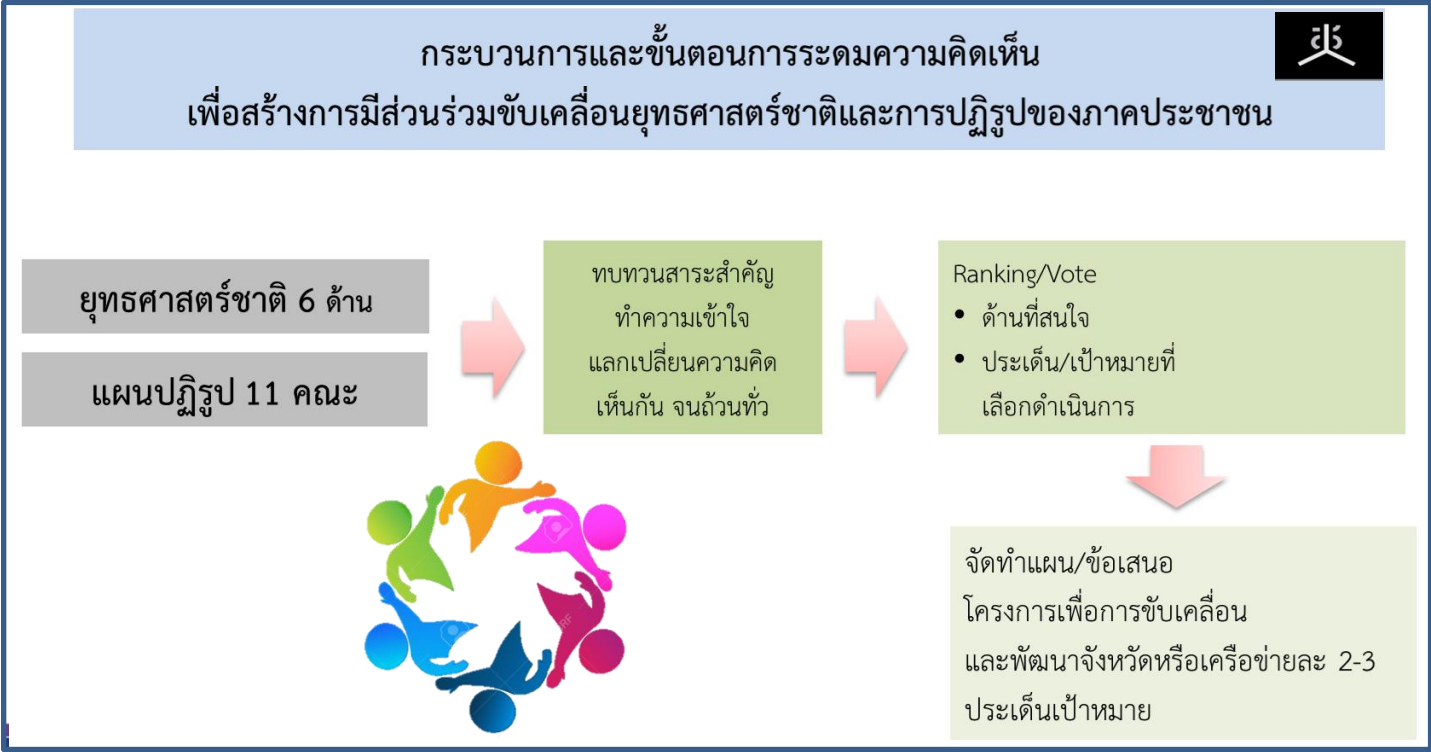 กระบวนการและขั้นตอนการระดมความคิดเห็น
เพื่อสร้างการมีส่วนร่วมขับเคลื่อนยุทธศาสตร์ชาติและการปฏิรูปของภาคประชาชน
ยุทธศาสตร์ชาติ 6 ด้าน
แผนปฏิรูป 11 คณะ
ทบทวนสาระสำคัญ
ทำความเข้าใจ
แลกเปลี่ยนความคิด
เห็นกัน จนถ้วนทั่ว
Ranking/Vote
• ด้านที่สนใจ
• ประเด็น/เป้าหมายที่
เลือกดำเนินการ
จัดทำแผน/ข้อเสนอ
โครงการเพื่อการขับเคลื่อน
และพัฒนาจังหวัดหรือเครือข่ายละ 2-3
ประเด็นเป้าหมาย